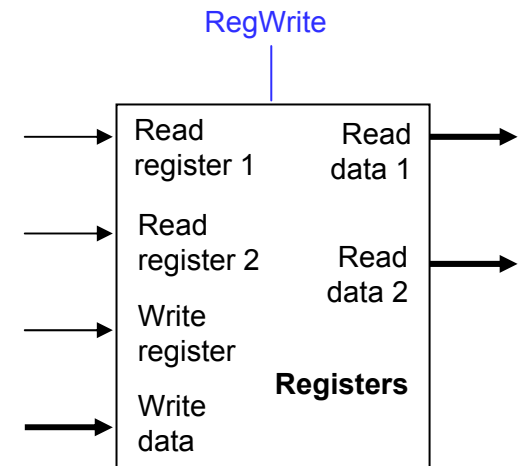 RegWrite
Read
register 1
Read
data 1
Read
register 2
Read
data 2
Write
register
Registers
Write
data